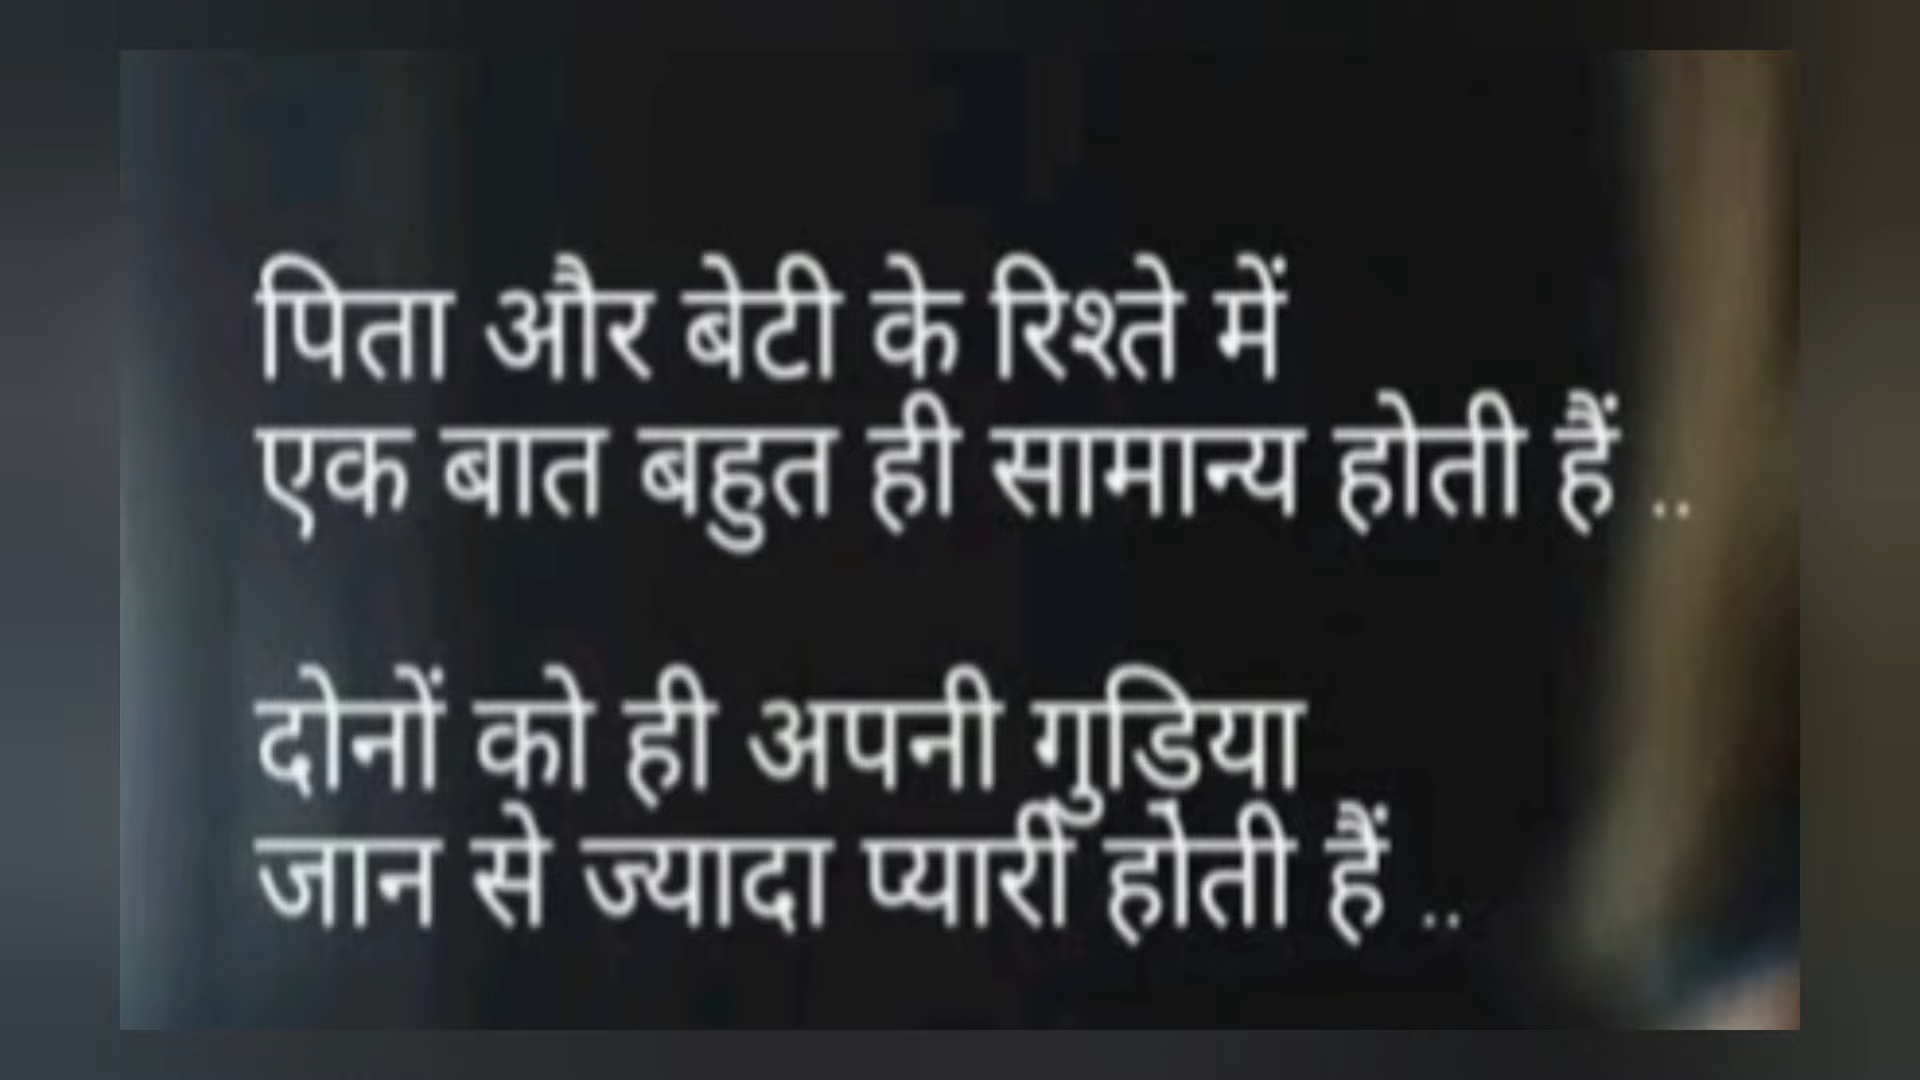 पिता और बेटी के रिश्ते में
एक बात बहुत ही सामान्य होती हैं ..
दोनों को ही अपनी गुडिया
जान से ज्यादा प्यारी होती हैं ..